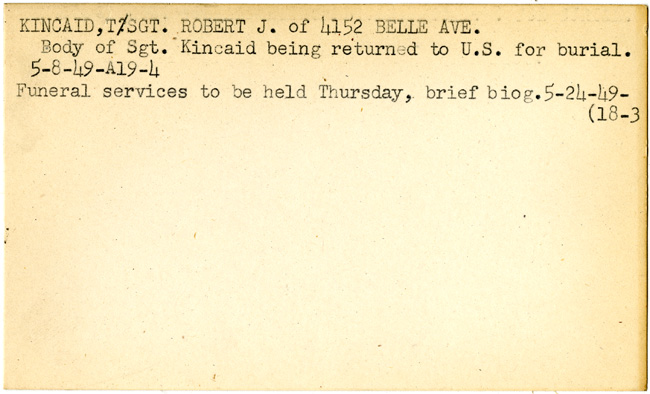 KINCAID,T/SGT. ROBERT J. of 4152 BELLE AVE.
Body of Sgt. Kincaid being returned to U.S. for burial.
5-8-49-A19-4
Funeral services to be held Thursday, brief biog.5-24-49-
(18-3